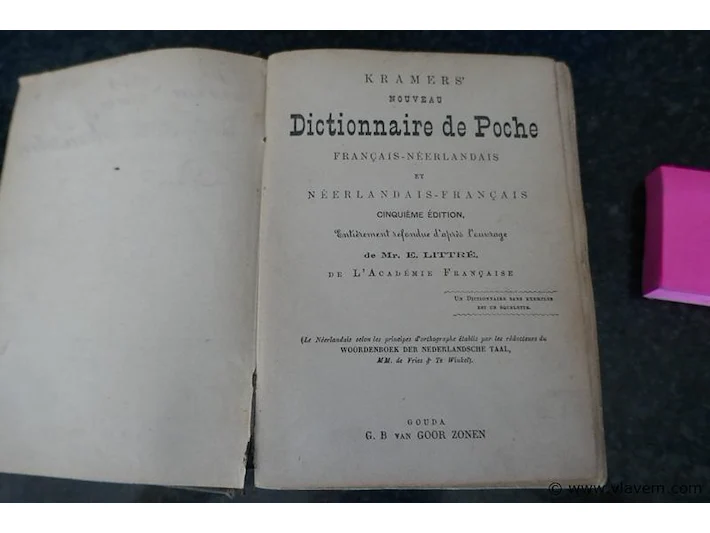 KRAMERS'
NOUVEAU
Dictionnaire de Poche
FRANÇAIS-NÉERLANDAIS
ET
NÉERLANDAIS-FRANÇAIS
CINQUIÈME ÉDITION,
Entièrement refondue d'après l'ouvrage
de Mr. E. LITTRÉ,
DE L'ACADÉMIE FRANÇAISE
UN DICTIONNAIRE SANS EXEMPLES
EST UN SQUELETTE.
(Le Néerlandais selon les principes d'orthographe établis par les rédacteurs du
WOORDENBOEK DER NEDERLANDSCHE TAAL,
MM. de Vries & Te Winkel).
GOUDA
G. B VAN GOOR ZONEN
© www.vlavem.com